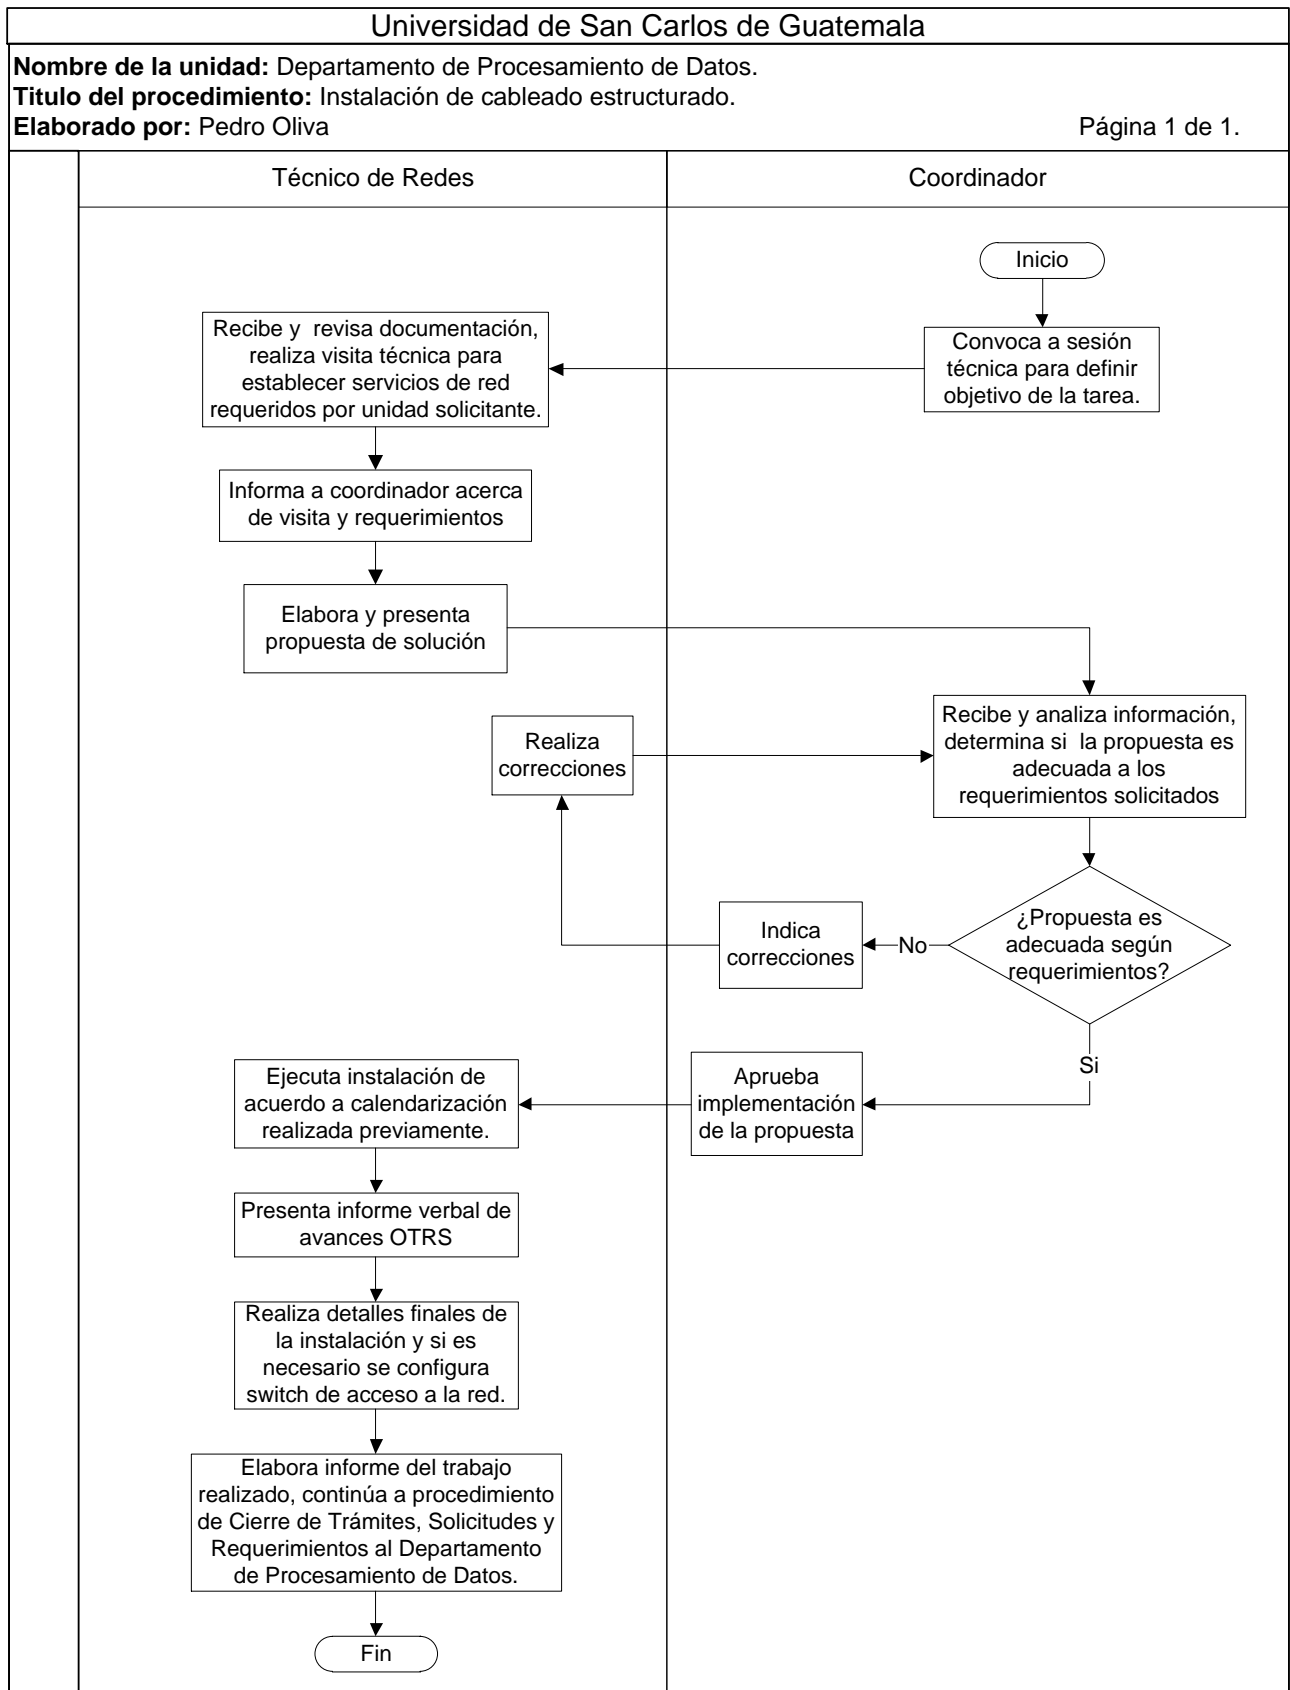 Universidad de San Carlos de Guatemala
Nombre de la unidad: Departamento de Procesamiento de Datos.
Titulo del procedimiento: Instalación de cableado estructurado.
Elaborado por: Pedro Oliva Página 1 de 1.
Técnico de Redes
Coordinador
Inicio
Convoca a sesión
técnica para definir
objetivo de la tarea.
Recibe y revisa documentación,
realiza visita técnica para
establecer servicios de red
requeridos por unidad solicitante.
Informa a coordinador acerca
de visita y requerimientos
Elabora y presenta
propuesta de solución
Recibe y analiza información,
determina si la propuesta es
adecuada a los
requerimientos solicitados
Realiza
correcciones
¿Propuesta es
adecuada según
requerimientos?
No
Indica
correcciones
Si
Aprueba
implementación
de la propuesta
Ejecuta instalación de
acuerdo a calendarización
realizada previamente.
Presenta informe verbal de
avances OTRS
Realiza detalles finales de
la instalación y si es
necesario se configura
switch de acceso a la red.
Elabora informe del trabajo
realizado, continúa a procedimiento
de Cierre de Trámites, Solicitudes y
Requerimientos al Departamento
de Procesamiento de Datos.
Fin